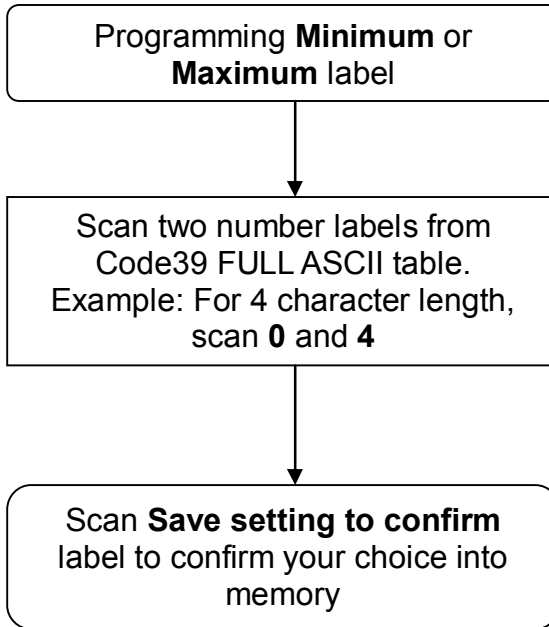 Programming Minimum or
Maximum label
Scan two number labels from
Code39 FULL ASCII table.
Example: For 4 character length,
scan 0 and 4
Scan Save setting to confirm
label to confirm your choice into
memory